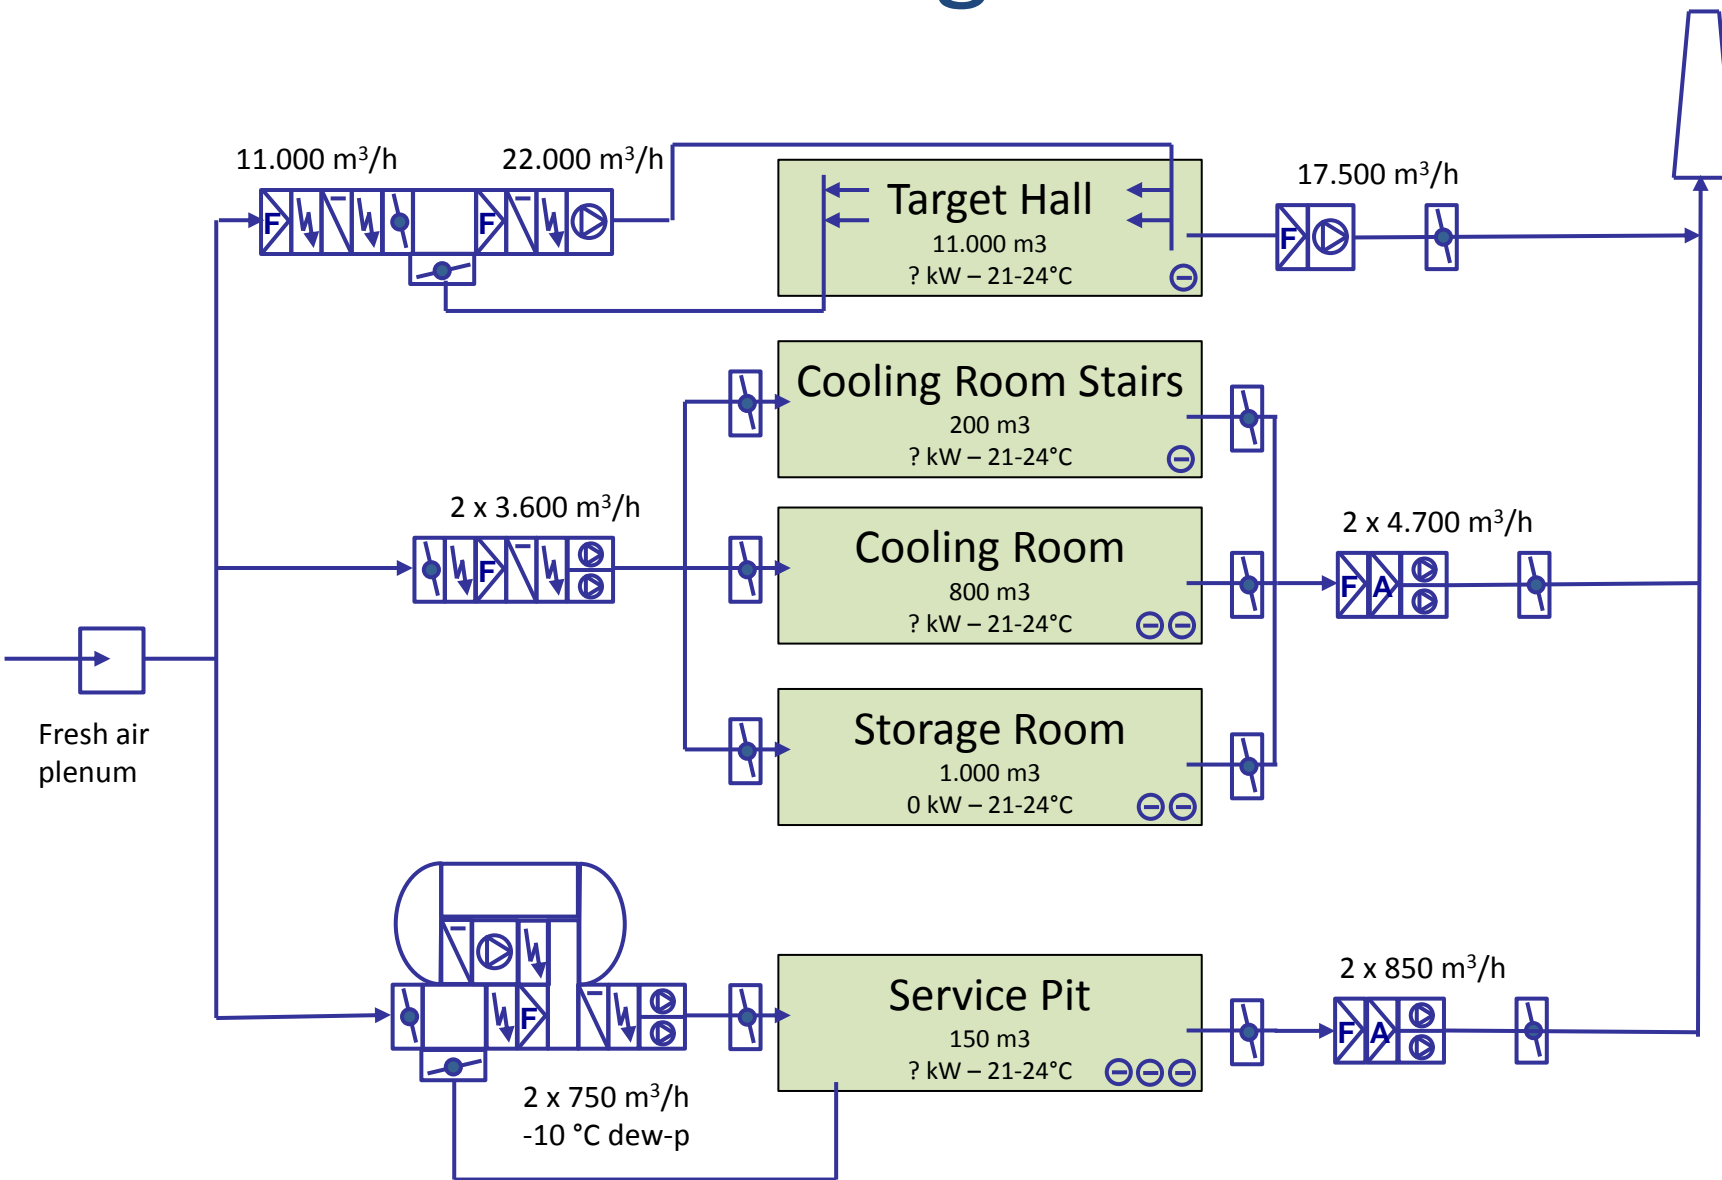 11.000 m³/h
22.000 m³/h
F
F
Target Hall
11.000 m3
? kW – 21-24°C
17.500 m³/h
F
Cooling Room Stairs
200 m3
? kW – 21-24°C
2 x 3.600 m³/h
F
Cooling Room
800 m3
? kW – 21-24°C
2 x 4.700 m³/h
F A
Fresh air
plenum
Storage Room
1.000 m3
0 kW – 21-24°C
F
2 x 750 m³/h
-10 °C dew-p
Service Pit
150 m3
? kW – 21-24°C
2 x 850 m³/h
F A